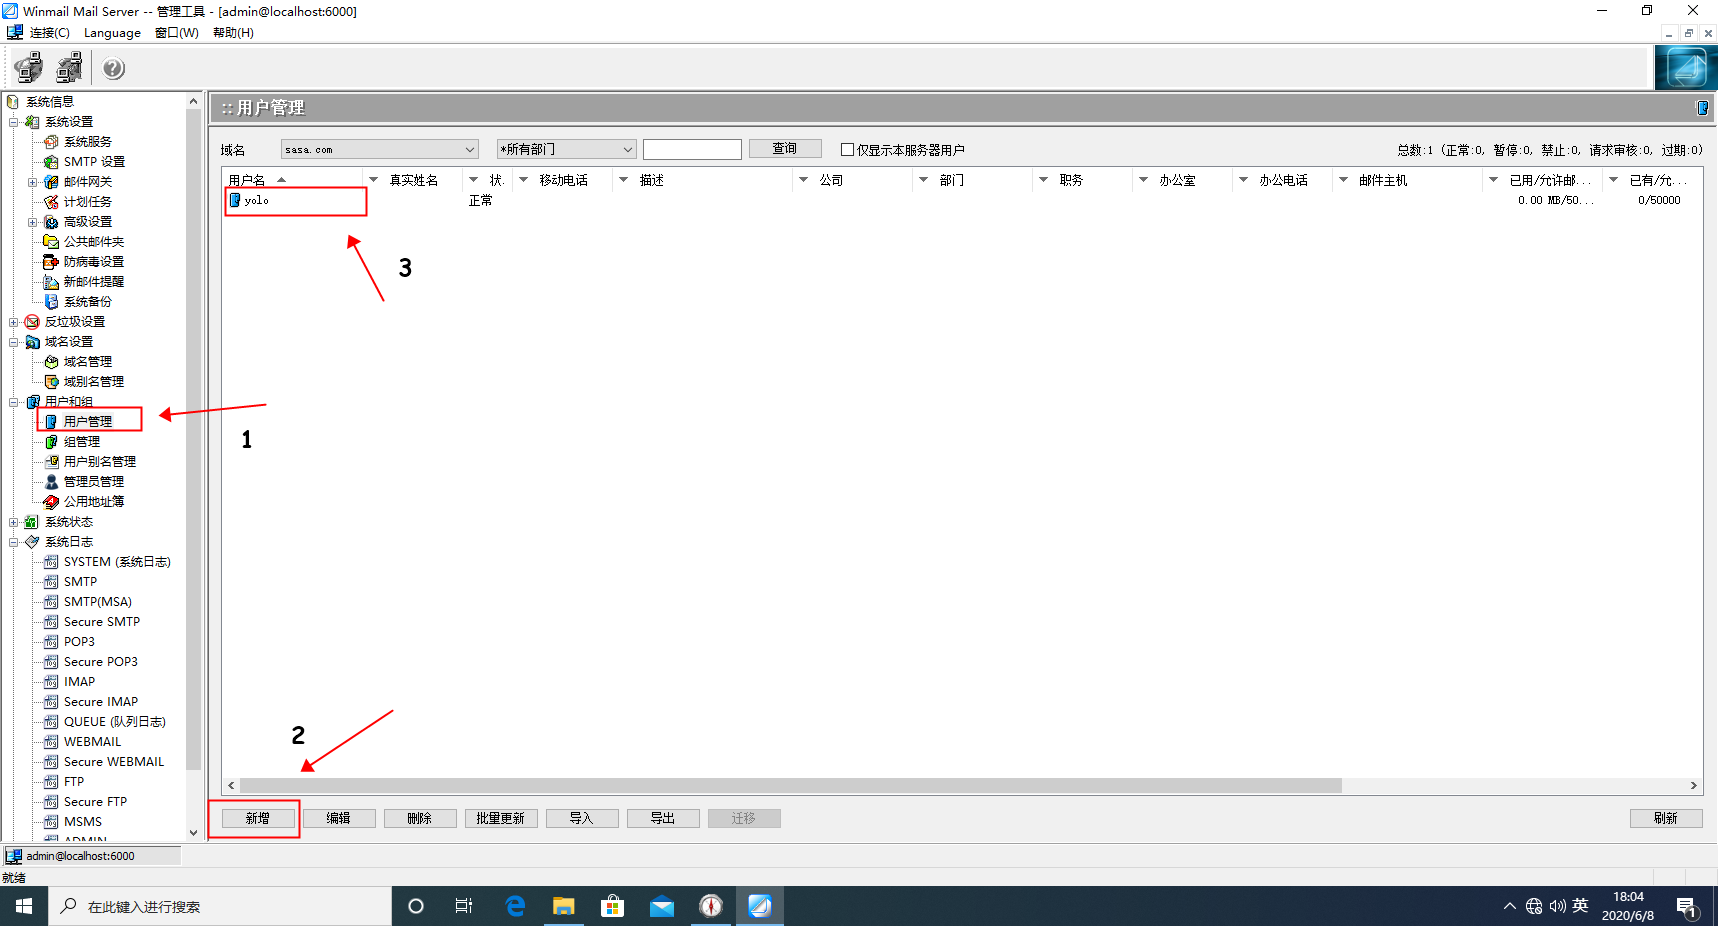 Winmail Mail Server -- 管理工具 - [admin@localhost:6000]
连接(C) Language 窗口(W) 帮助(H)
系统信息
系统设置
系统服务
SMTP 设置
邮件网关
计划任务
高级设置
公共邮件夹
防病毒设置
新邮件提醒
系统备份
反垃圾设置
域名设置
域名管理
域别名管理
用户和组
用户管理
组管理
用户别名管理
管理员管理
公用地址簿
系统状态
系统日志
SYSTEM (系统日志)
SMTP
SMTP(MSA)
Secure SMTP
POP3
Secure POP3
IMAP
Secure IMAP
QUEUE (队列日志)
WEBMAIL
Secure WEBMAIL
FTP
Secure FTP
MSMS
ADMIN
:: 用户管理
域名 sasa.com *所有部门 查询 仅显示本服务器用户 总数:1 (正常:0, 暂停:0, 禁止:0, 请求审核:0, 过期:0)
用户名 真实姓名 状. 移动电话 描述 公司 部门 职务 办公室 办公电话 邮件主机 已用/允许邮... 已有/允...
yolo 正常 0.00 MB/50... 0/50000
3
1
2
新增 编辑 删除 批量更新 导入 导出 迁移 刷新
admin@localhost:6000
就绪
在此键入进行搜索
英
18:04
2020/6/8
1